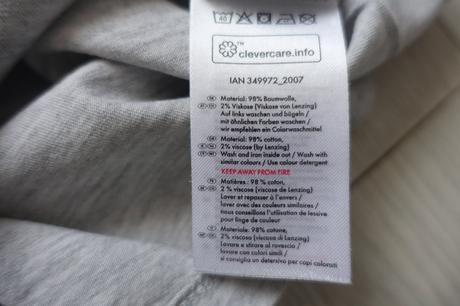 40
TM
clevercare.info
IAN 349972_2007
Material: 98% Baumwolle,
2% Viskose (Viskose von Lenzing)
Auf links waschen und bügeln /
mit ähnlichen Farben waschen /
wir empfehlen ein Colorwaschmittel
Material: 98% cotton,
2% viscose (by Lenzing)
Wash and iron inside out / Wash with
similar colours / Use colour detergent
KEEP AWAY FROM FIRE
Matières : 98 % coton,
2 % viscose (viscose de Lenzing)
Laver et repasser à l'envers /
laver avec des couleurs similaires /
nous conseillons l'utilisation de lessive
pour linge de couleur
Materiale: 98% cotone,
2% viscosa (viscosa di Lenzing)
Lavare e stirare al rovescio /
lavare con colori simili /
si consiglia un detersivo per capi colorati